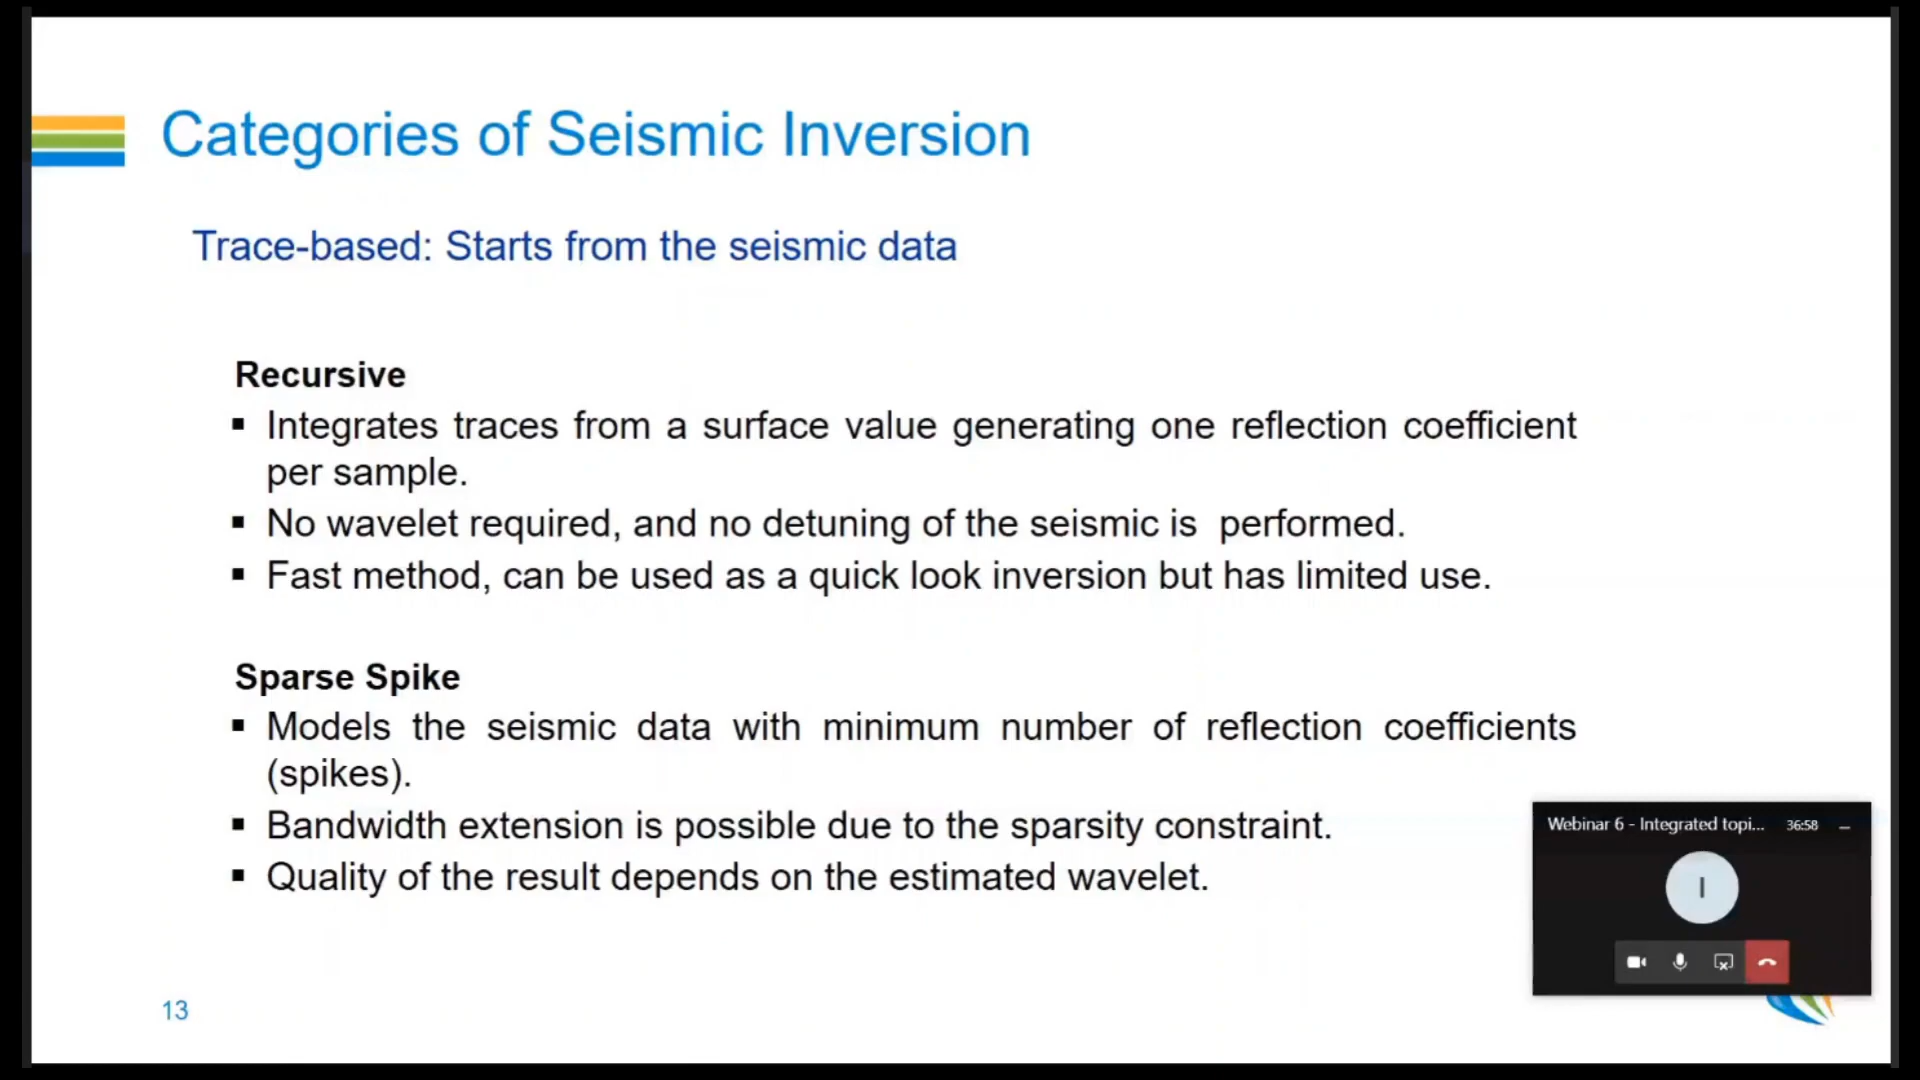 Categories of Seismic Inversion
Trace-based: Starts from the seismic data
Recursive
▪ Integrates traces from a surface value generating one reflection coefficient
per sample.
▪ No wavelet required, and no detuning of the seismic is performed.
▪ Fast method, can be used as a quick look inversion but has limited use.
Sparse Spike
▪ Models the seismic data with minimum number of reflection coefficients
(spikes).
▪ Bandwidth extension is possible due to the sparsity constraint.
▪ Quality of the result depends on the estimated wavelet.
Webinar 6 - Integrated topi... 36:58
I
13